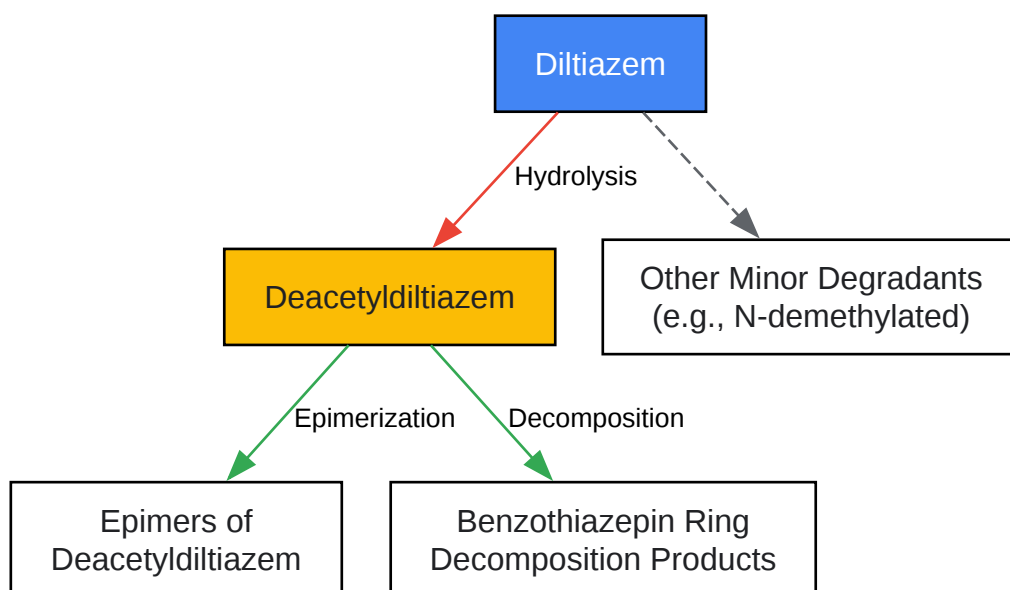 Diltiazem
Hydrolysis
Deacetyldiltiazem
Other Minor Degradants
(e.g., N-demethylated)
Epimerization
Decomposition
Epimers of
Deacetyldiltiazem
Benzothiazepin Ring
Decomposition Products